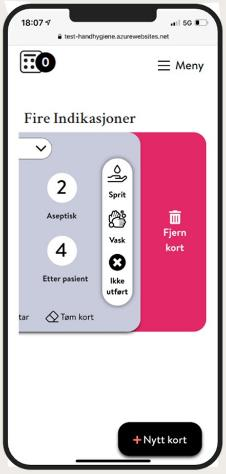 18:07
5G
test-handhygiene.azurewebsites.net
0
Meny
Fire Indikasjoner
2
Aseptisk
4
Etter pasient
Sprit
Vask
Ikke
utført
Fjern
kort
tar
Tøm kort
+ Nytt kort